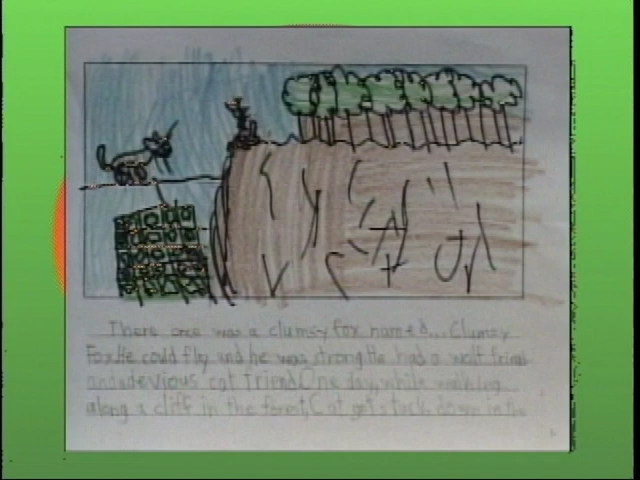 There once was a clumsy fox named... Clumsy
Fox. He could fly and he was strong. He had a wolf friend
and a devious cat friend. One day, while walking
along a cliff in the forest, Cat gets stuck down in the